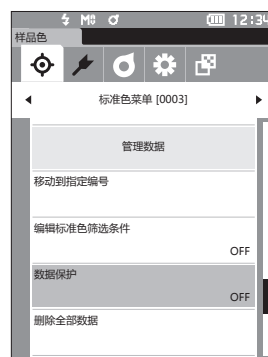 M 12:34
样品色
标准色菜单 [0003]
管理数据
移动到指定编号
编辑标准色筛选条件
OFF
数据保护
OFF
删除全部数据